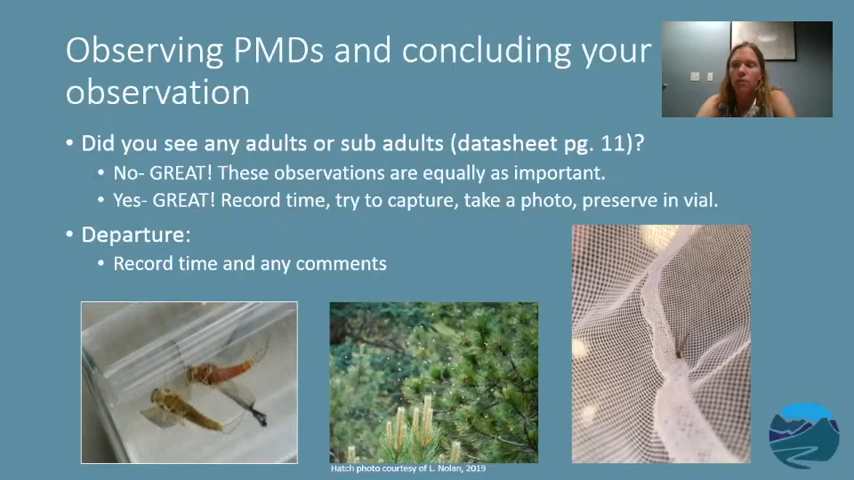 Observing PMDs and concluding your
observation
• Did you see any adults or sub adults (datasheet pg. 11)?
• No- GREAT! These observations are equally as important.
• Yes- GREAT! Record time, try to capture, take a photo, preserve in vial.
• Departure:
• Record time and any comments
Hatch photo courtesy of L. Nolan, 2019